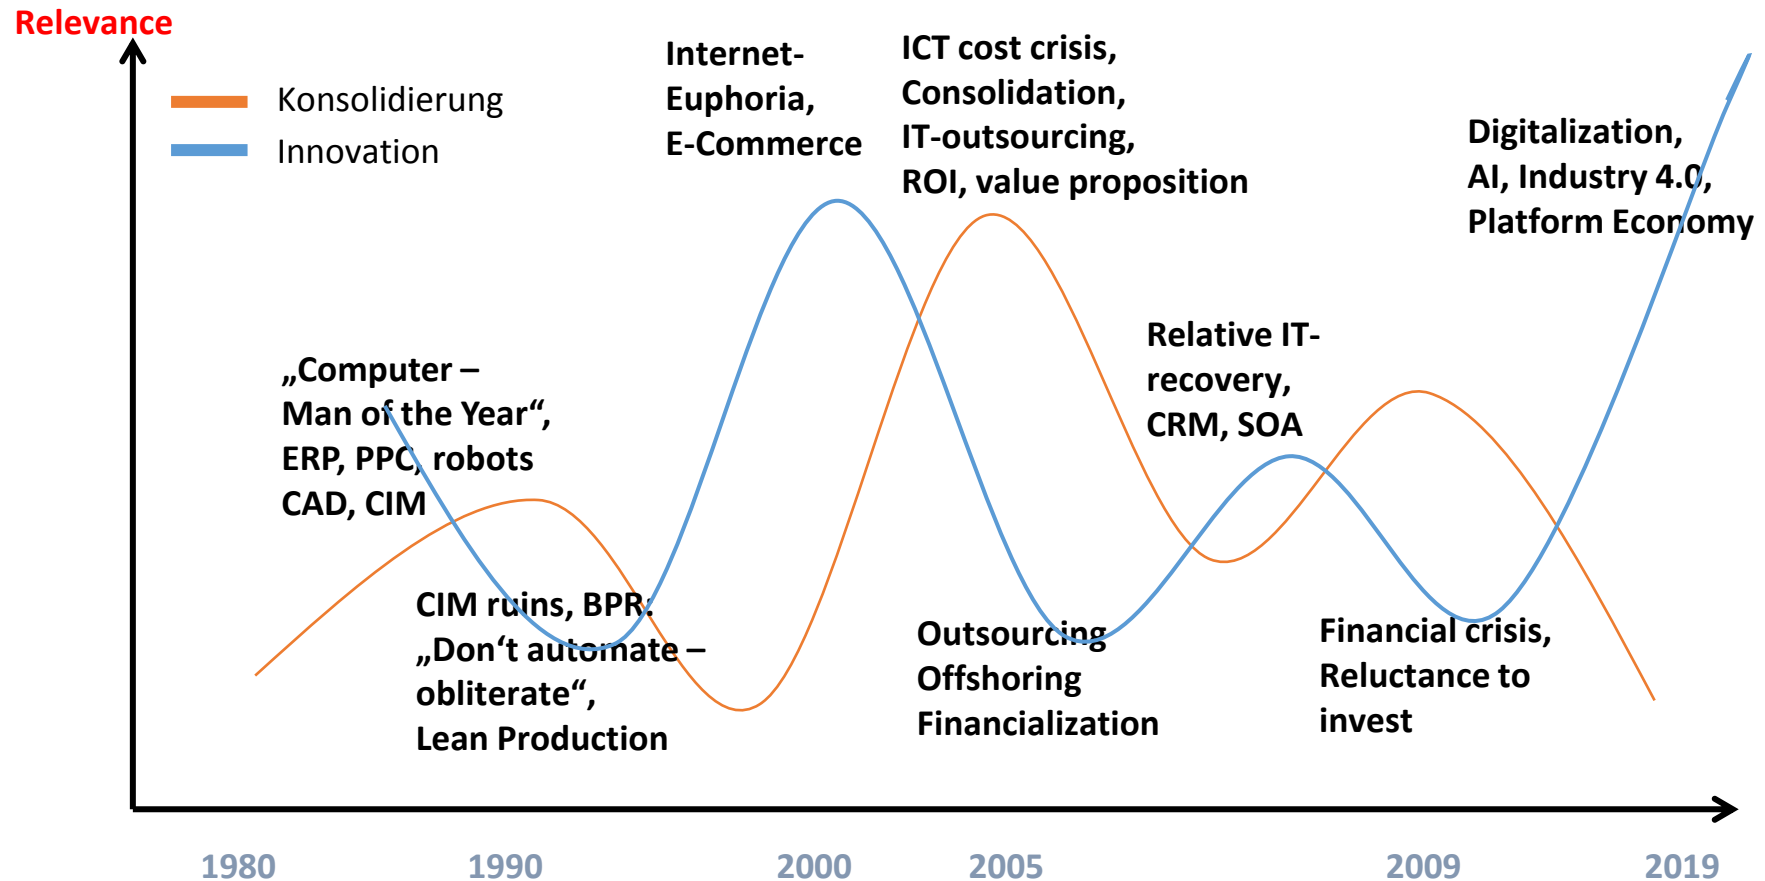 Relevance
Konsolidierung
Innovation
Internet-
Euphoria,
E-Commerce
ICT cost crisis,
Consolidation,
IT-outsourcing,
ROI, value proposition
Digitalization,
AI, Industry 4.0,
Platform Economy
„Computer –
Man of the Year“,
ERP, PPC, robots
CAD, CIM
Relative IT-
recovery,
CRM, SOA
CIM ruins, BPR:
„Don‘t automate –
obliterate“,
Lean Production
Outsourcing
Offshoring
Financialization
Financial crisis,
Reluctance to
invest
1980 1990 2000 2005 2009 2019